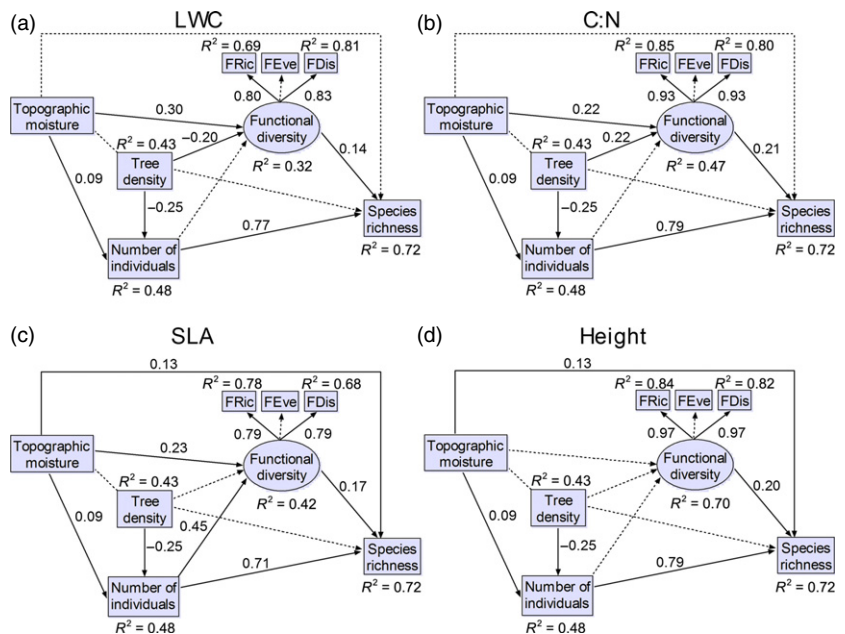 (a)
LWC
R² = 0.69
R² = 0.81
FRic
FEve
FDis
0.80
0.83
Topographic
moisture
0.30
Functional
diversity
R² = 0.43
–0.20
R² = 0.32
0.14
Tree
density
0.09
–0.25
0.77
Species
richness
Number of
individuals
R² = 0.72
R² = 0.48
(b)
C:N
R² = 0.85
R² = 0.80
FRic
FEve
FDis
0.93
0.93
Topographic
moisture
0.22
Functional
diversity
R² = 0.43
0.22
R² = 0.47
0.21
Tree
density
0.09
–0.25
0.79
Species
richness
Number of
individuals
R² = 0.72
R² = 0.48
(c)
SLA
0.13
R² = 0.78
R² = 0.68
FRic
FEve
FDis
0.79
0.79
Topographic
moisture
0.23
Functional
diversity
R² = 0.43
R² = 0.42
0.17
Tree
density
0.45
0.09
–0.25
0.71
Species
richness
Number of
individuals
R² = 0.72
R² = 0.48
(d)
Height
0.13
R² = 0.84
R² = 0.82
FRic
FEve
FDis
0.97
0.97
Topographic
moisture
Functional
diversity
R² = 0.43
R² = 0.70
0.20
Tree
density
0.09
–0.25
0.79
Species
richness
Number of
individuals
R² = 0.72
R² = 0.48